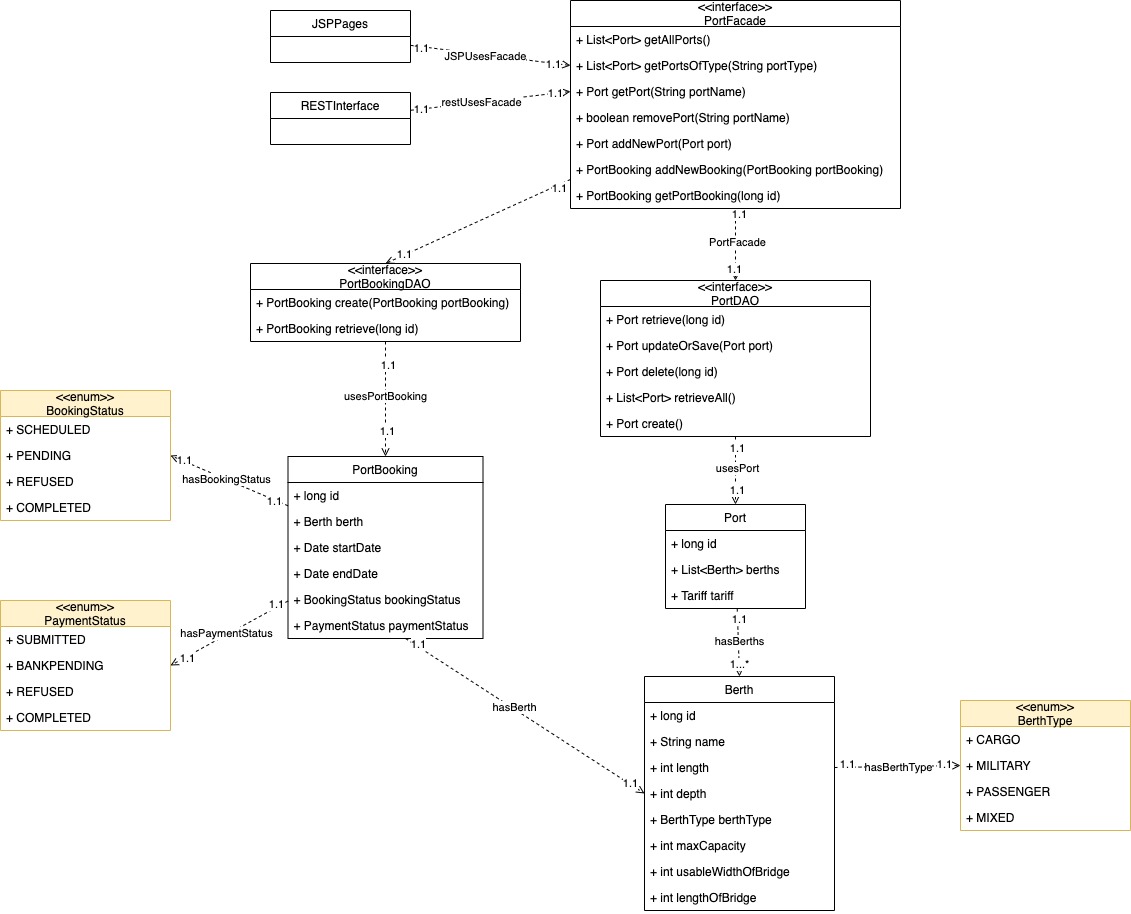 JSPPages
1.1
JSPUsesFacade
1.1
RESTInterface
1.1
restUsesFacade
1.1
<<interface>>
PortFacade
+ List<Port> getAllPorts()
+ List<Port> getPortsOfType(String portType)
+ Port getPort(String portName)
+ boolean removePort(String portName)
+ Port addNewPort(Port port)
+ PortBooking addNewBooking(PortBooking portBooking)
+ PortBooking getPortBooking(long id)
1.1
1.1
1.1
PortFacade
1.1
<<interface>>
PortBookingDAO
+ PortBooking create(PortBooking portBooking)
+ PortBooking retrieve(long id)
1.1
usesPortBooking
1.1
<<interface>>
PortDAO
+ Port retrieve(long id)
+ Port updateOrSave(Port port)
+ Port delete(long id)
+ List<Port> retrieveAll()
+ Port create()
1.1
usesPort
1.1
<<enum>>
BookingStatus
+ SCHEDULED
+ PENDING
+ REFUSED
+ COMPLETED
1.1
hasBookingStatus
1.1
PortBooking
+ long id
+ Berth berth
+ Date startDate
+ Date endDate
+ BookingStatus bookingStatus
+ PaymentStatus paymentStatus
1.1
hasPaymentStatus
1.1
<<enum>>
PaymentStatus
+ SUBMITTED
+ BANKPENDING
+ REFUSED
+ COMPLETED
1.1
hasBerth
1.1
Port
+ long id
+ List<Berth> berths
+ Tariff tariff
1.1
hasBerths
1...*
Berth
+ long id
+ String name
+ int length
+ int depth
+ BerthType berthType
+ int maxCapacity
+ int usableWidthOfBridge
+ int lengthOfBridge
1.1
hasBerthType
1.1
<<enum>>
BerthType
+ CARGO
+ MILITARY
+ PASSENGER
+ MIXED